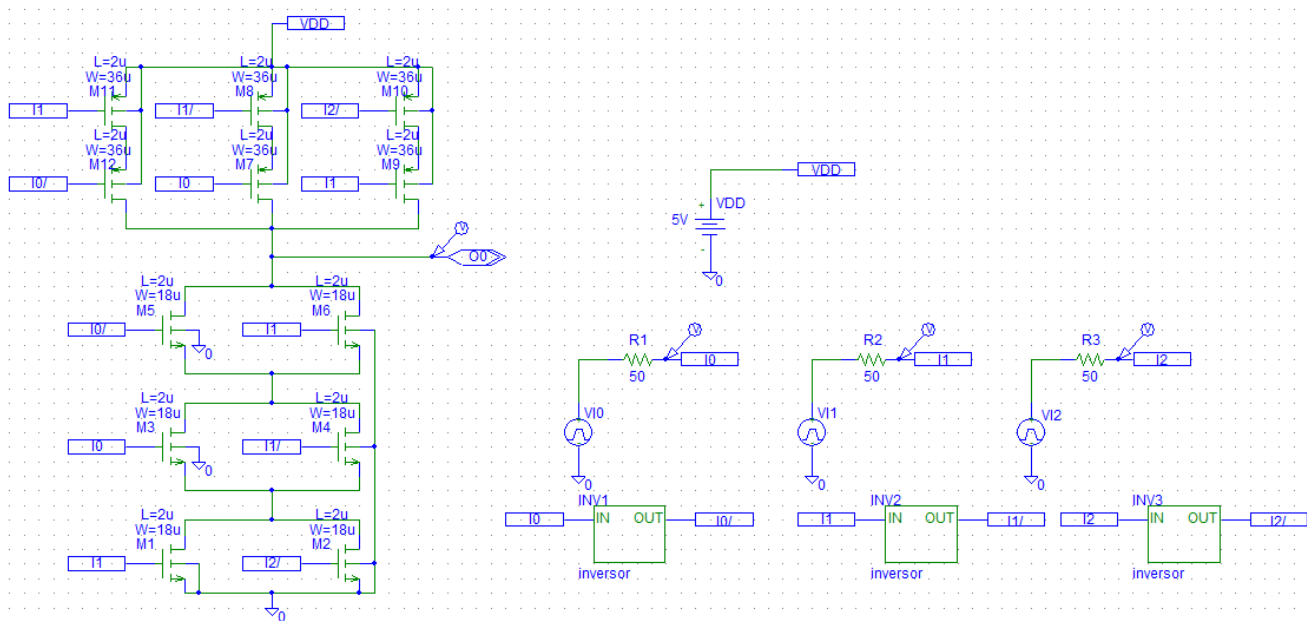 VDD
L=2u
W=36u
M11
L=2u
W=36u
M8
L=2u
W=36u
M10
I1
I1/
I2/
L=2u
W=36u
M12
L=2u
W=36u
M7
L=2u
W=36u
M9
I0/
I0
I1
V
O0
L=2u
W=18u
M5
L=2u
W=18u
M6
I0/
I1
0
L=2u
W=18u
M3
L=2u
W=18u
M4
I0
I1/
0
L=2u
W=18u
M1
L=2u
W=18u
M2
I1
I2/
0
VDD
+
VDD
5V
-
0
R1
V
I0
50
VI0
0
R2
V
I1
50
VI1
0
R3
V
I2
50
VI2
0
INV1
I0
IN
OUT
I0/
inversor
INV2
I1
IN
OUT
I1/
inversor
INV3
I2
IN
OUT
I2/
inversor